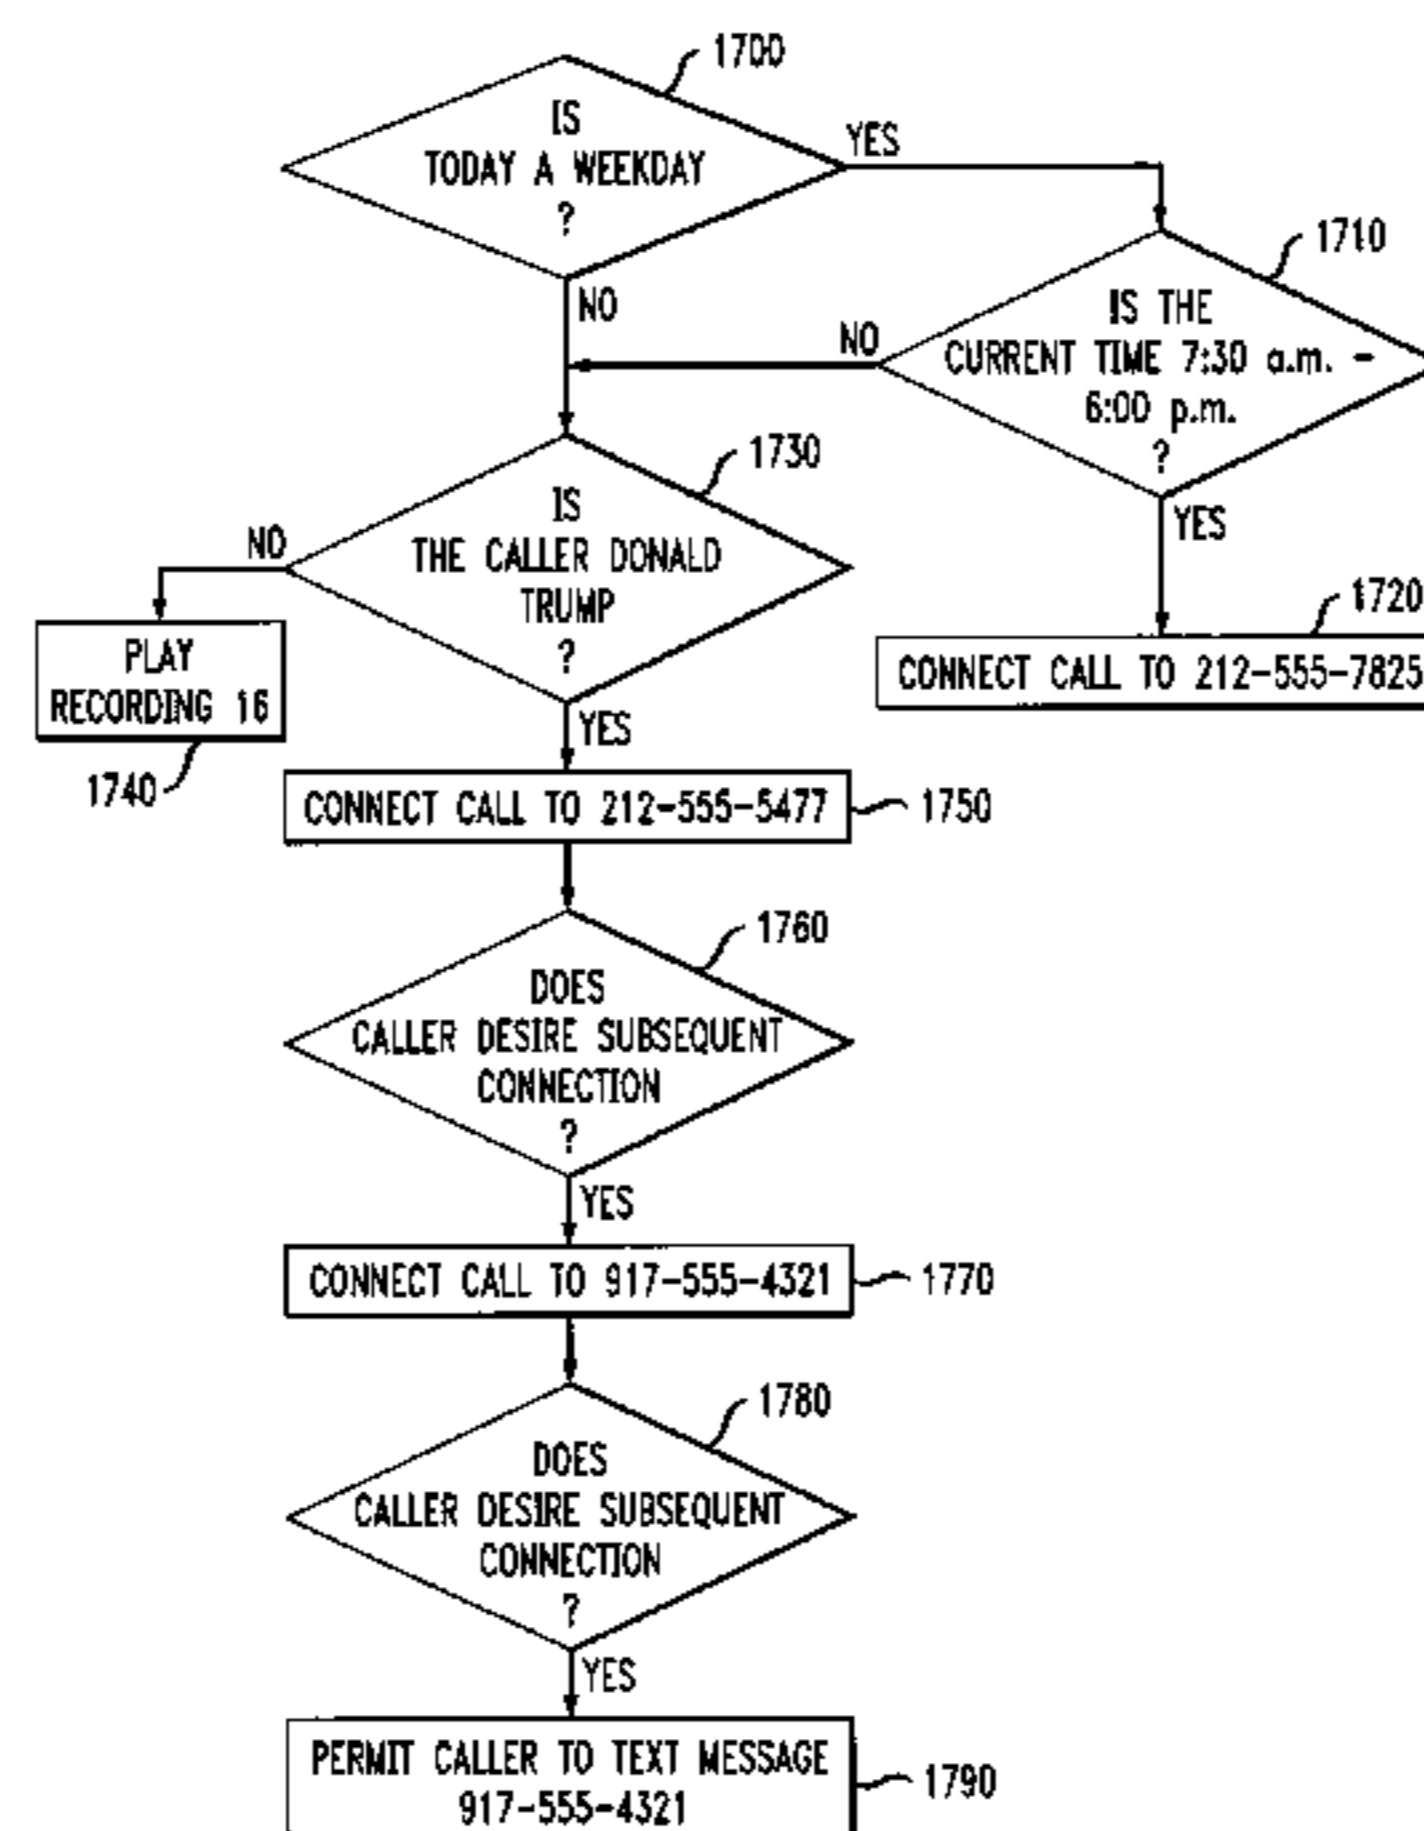 1700
IS
TODAY A WEEKDAY
?
YES
NO
1710
IS THE
CURRENT TIME 7:30 a.m. -
6:00 p.m.
?
NO
YES
1720
CONNECT CALL TO 212-555-7825
1730
IS
THE CALLER DONALD
TRUMP
?
NO
YES
PLAY
RECORDING 16
1740
CONNECT CALL TO 212-555-5477
1750
1760
DOES
CALLER DESIRE SUBSEQUENT
CONNECTION
?
YES
CONNECT CALL TO 917-555-4321
1770
1780
DOES
CALLER DESIRE SUBSEQUENT
CONNECTION
?
YES
PERMIT CALLER TO TEXT MESSAGE
917-555-4321
1790